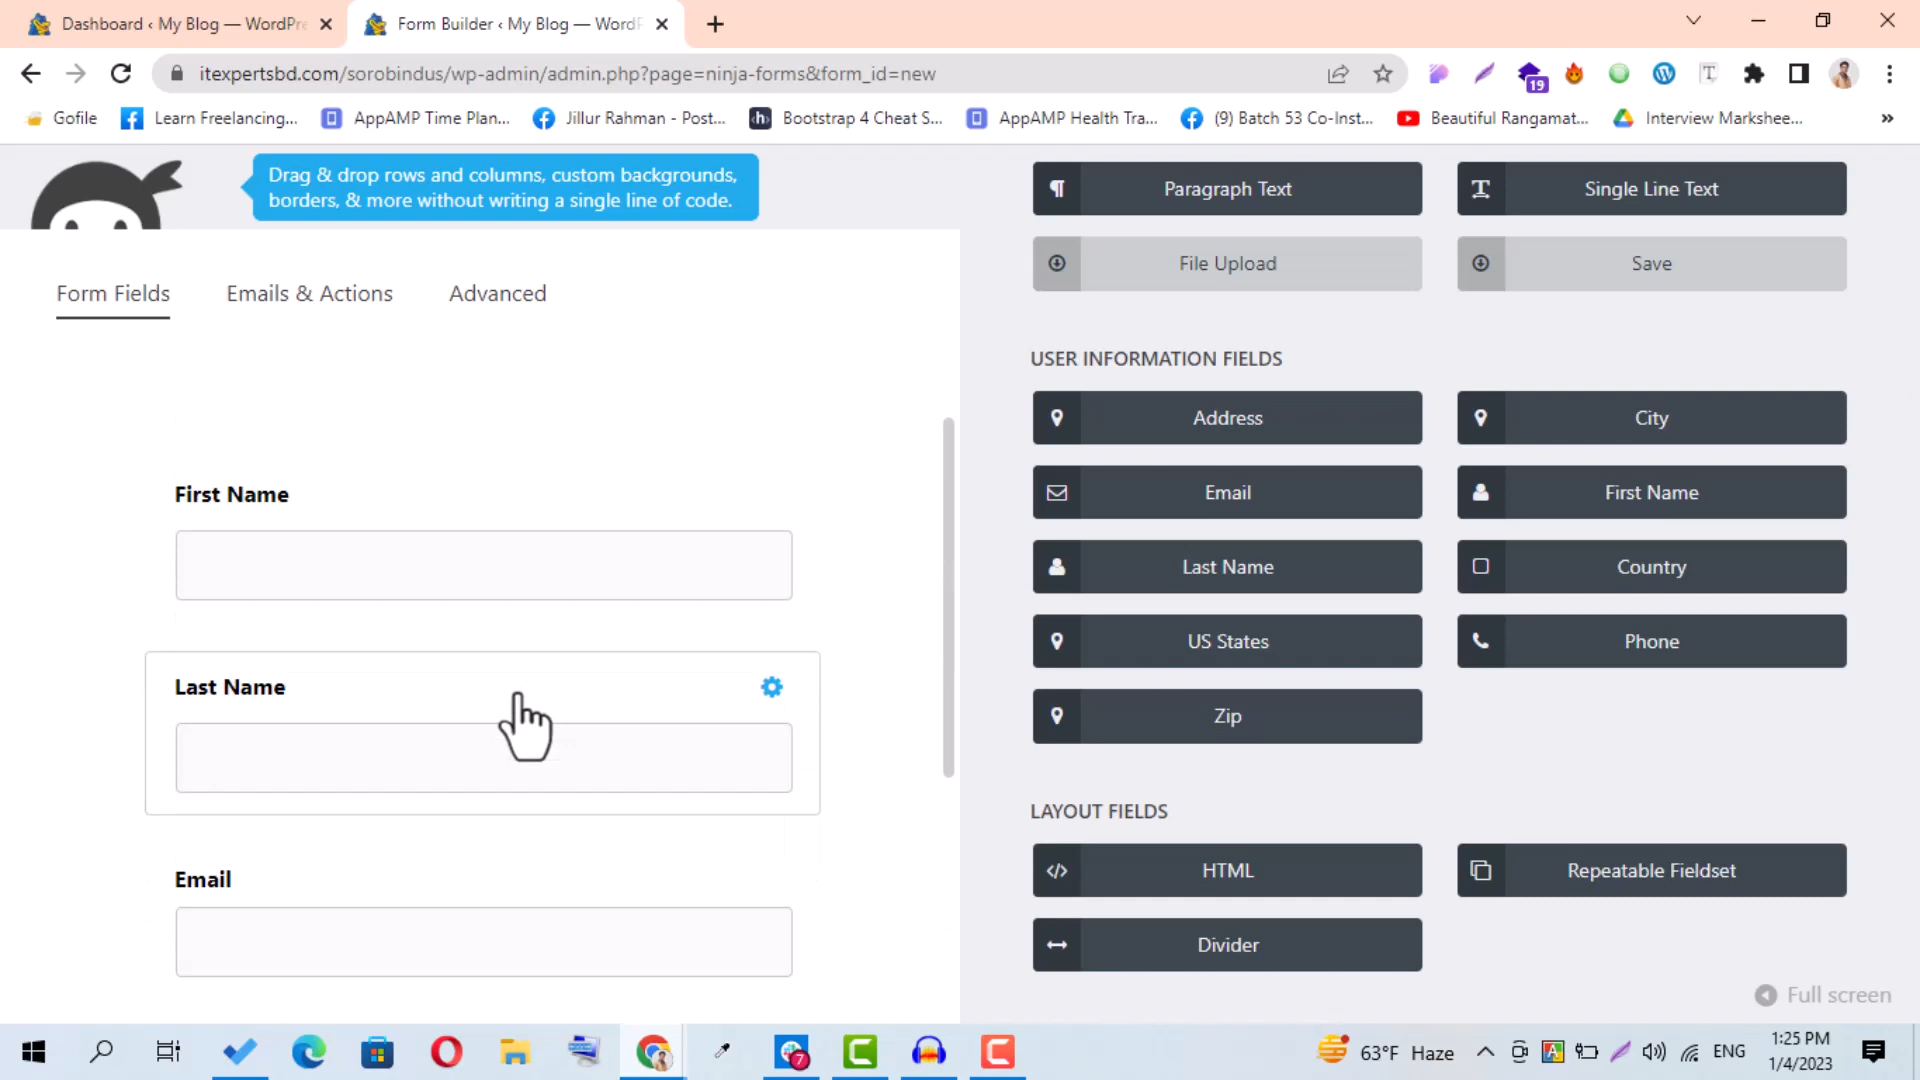 Dashboard ‹ My Blog — WordPre
Form Builder ‹ My Blog — WordP
itexpertsbd.com/sorobindus/wp-admin/admin.php?page=ninja-forms&form_id=new
19
T
Gofile
Learn Freelancing...
AppAMP Time Plan...
Jillur Rahman - Post...
Bootstrap 4 Cheat S...
AppAMP Health Tra...
(9) Batch 53 Co-Inst...
Beautiful Rangamat...
Interview Markshee...
»
Drag & drop rows and columns, custom backgrounds,
borders, & more without writing a single line of code.
Form Fields
Emails & Actions
Advanced
First Name
Last Name
Email
Paragraph Text
Single Line Text
File Upload
Save
USER INFORMATION FIELDS
Address
City
Email
First Name
Last Name
Country
US States
Phone
Zip
LAYOUT FIELDS
HTML
Repeatable Fieldset
Divider
Full screen
7
63°F Haze
ENG
1:25 PM
1/4/2023